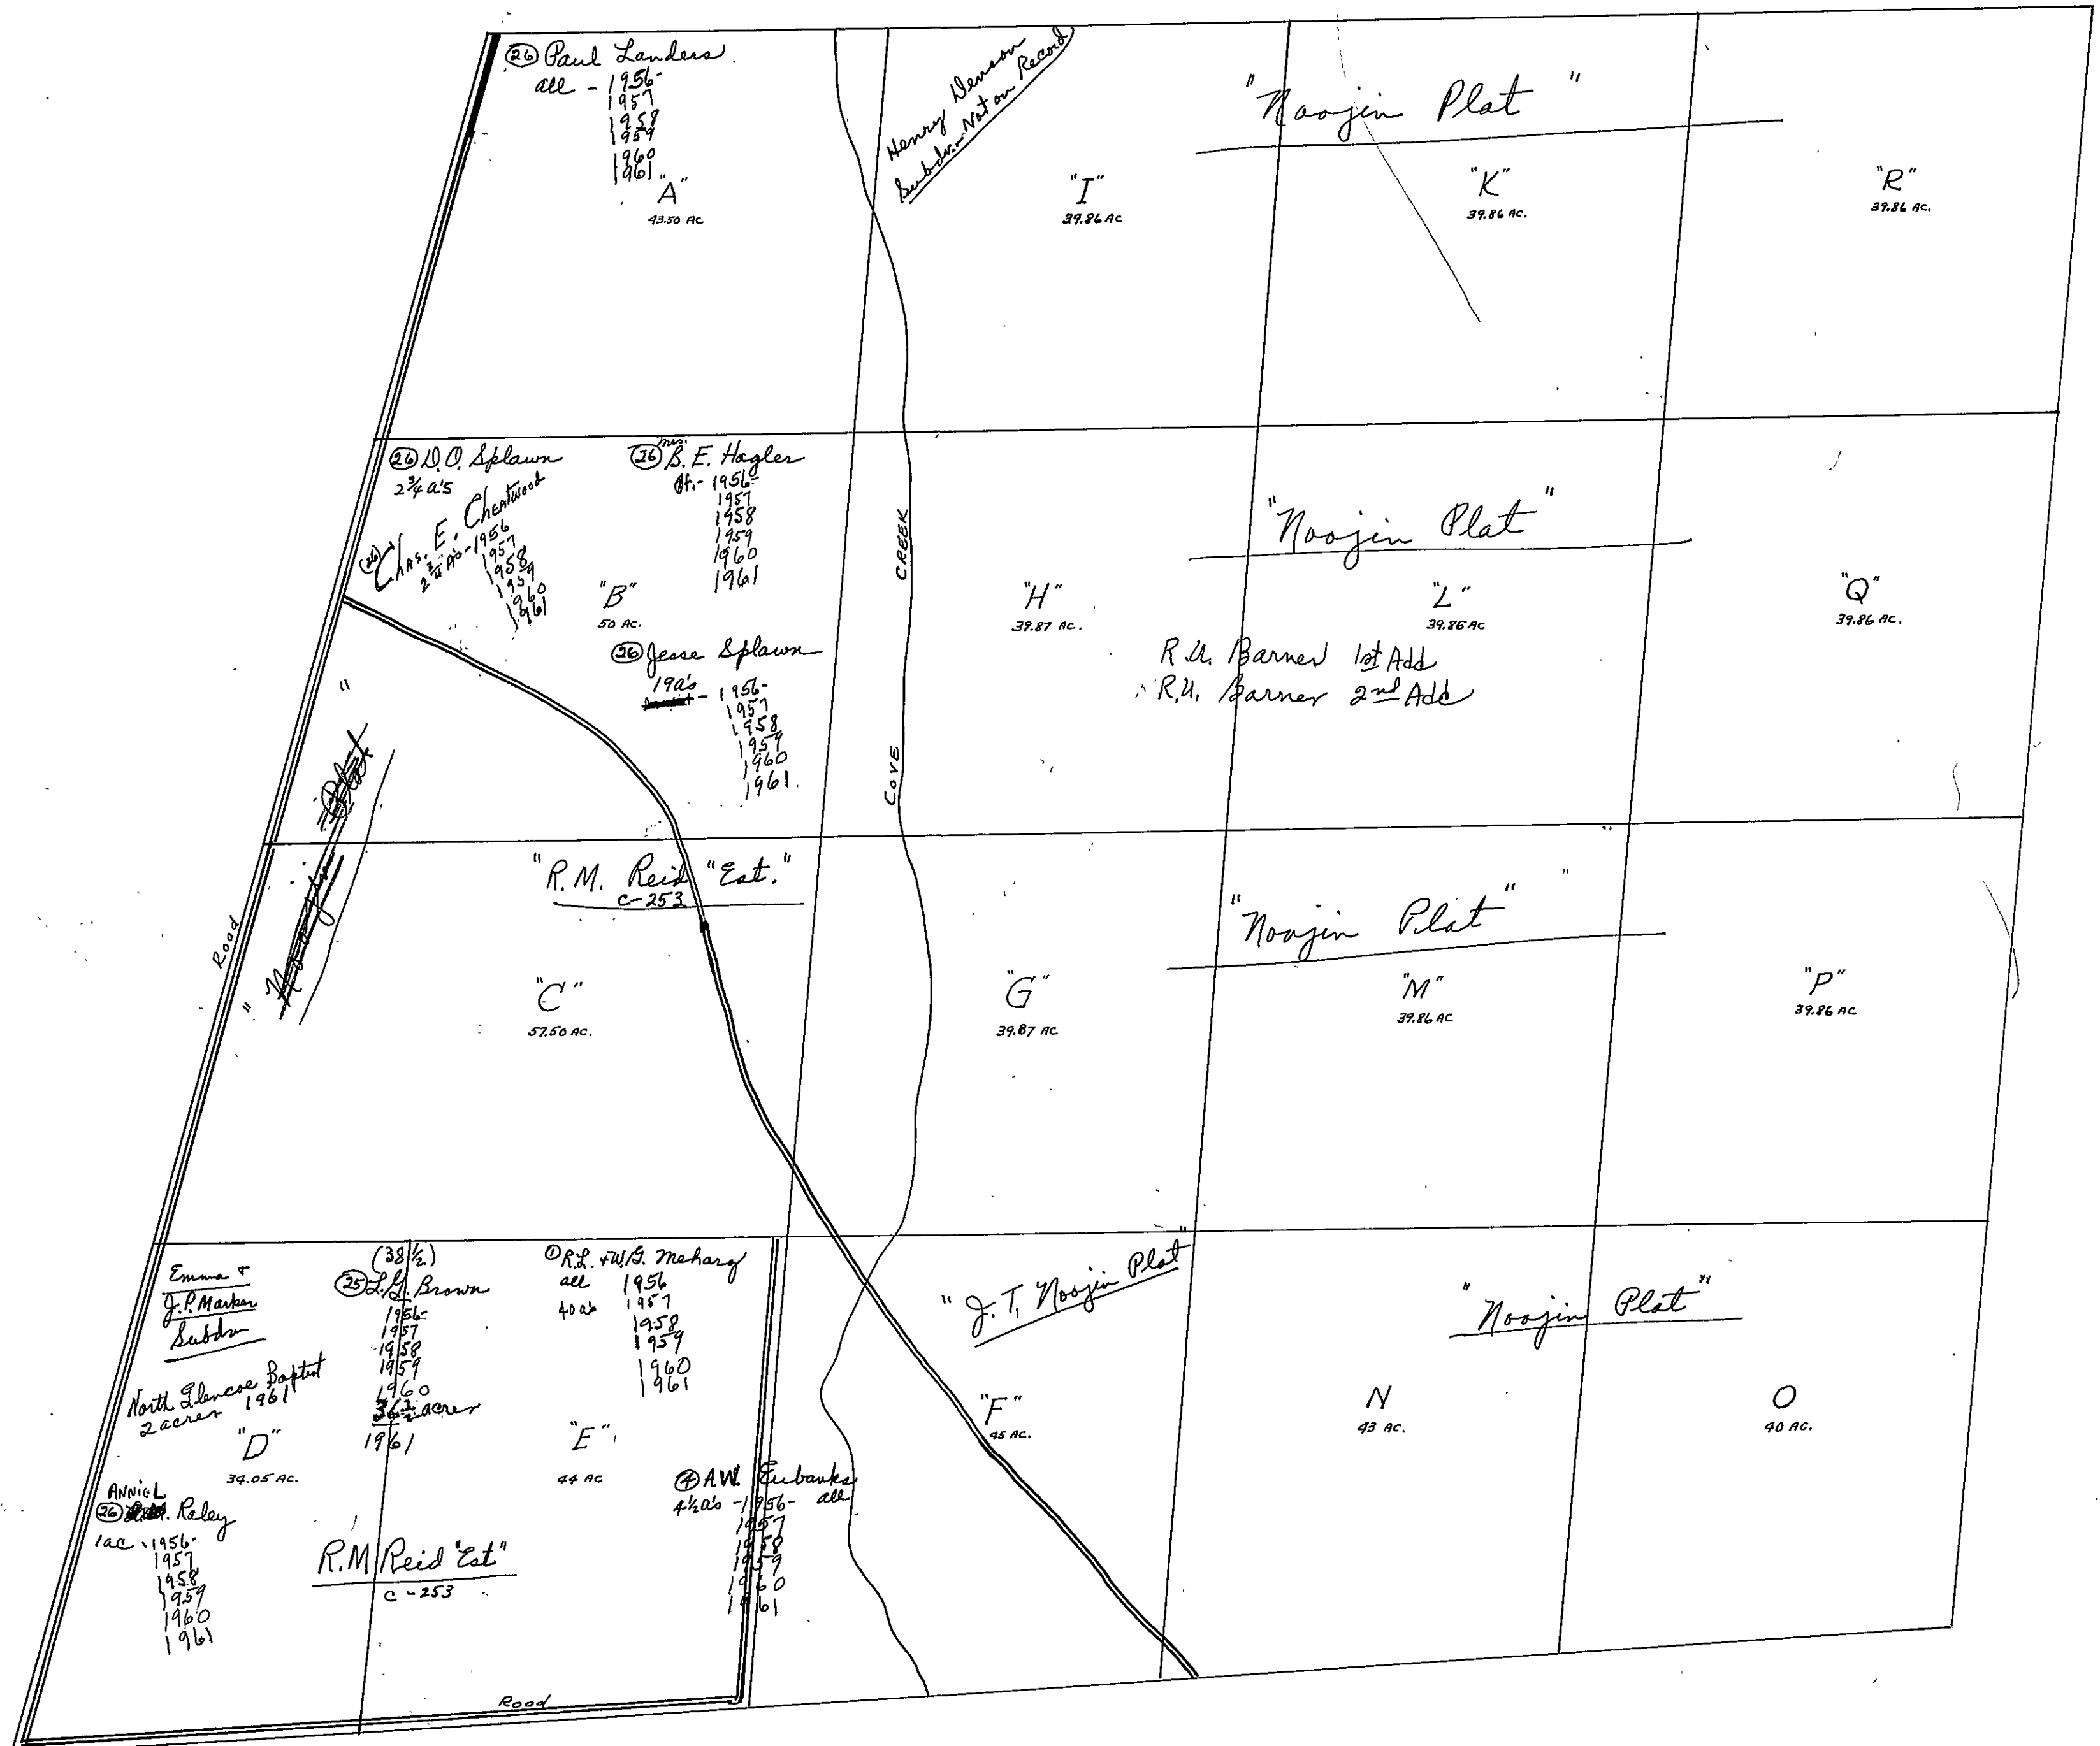 (26) Paul Landers
all - 1956-
1957
1958
1959
1960
1961
"A"
43.50 AC
Henry Denson
Subdn. - Not on Record
"I"
39.86 AC
"Noojin Plat"
"K"
39.86 AC.
"R"
39.86 AC.
(26) D.O. Splawn
2 3/4 a's
(26) Chas. E. Cheatwood
2 3/4 A's - 1956
1957
1958
1959
1960
1961
(26) Mrs. B. E. Hagler
Pt. - 1956-
1957
1958
1959
1960
1961
"B"
50 AC.
(26) Jesse Splawn
19a's
- 1956-
1957
1958
1959
1960
1961.
COVE CREEK
"H"
39.87 AC.
"Noojin Plat"
"L"
39.86 AC
R.U. Barner 1st Add
R.U. Barner 2nd Add
"Q"
39.86 AC.
"Noojin Plat"
Road
"R.M. Reid "Est."
C-253
"C"
57.50 AC.
"G"
39.87 AC
"Noojin Plat"
"M"
39.86 AC
"P"
39.86 AC
Emma &
J.P. Marker
Subdn
North Glencoe Baptist
2 acres 1961
"D"
34.05 AC.
ANNIE L
(26) Raley
1ac - 1956-
1957
1958
1959
1960
1961
(38 1/2)
(25) L.G. Brown
1956-
1957
1958
1959
1960
36 1/2 acres
1961
(1) R.L. + W.G. Meharg
all 1956
40 a's 1957
1958
1959
1960
1961
"E"
44 AC
(4) A.W. Eubanks
4 1/2 a's - 1956- all
1957
1958
1959
1960
1961
R.M. Reid "Est"
C-253
Road
"J. T. Noojin Plat"
"F"
45 AC.
"Noojin Plat"
N
43 AC.
O
40 AC.